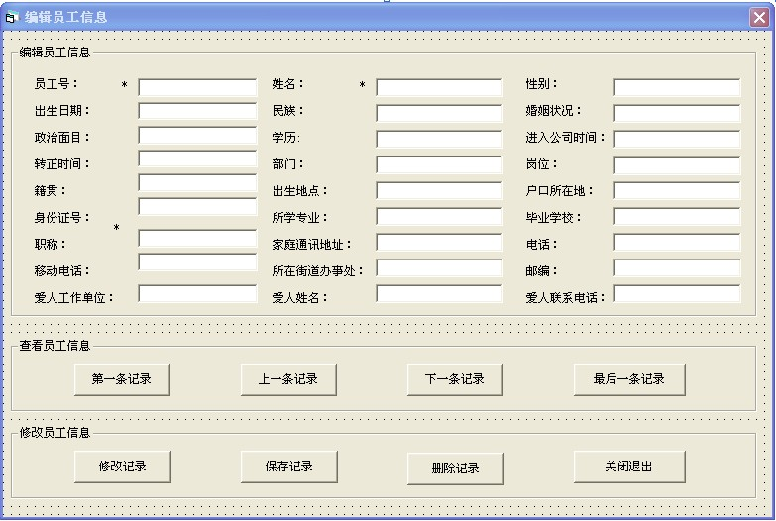 编辑员工信息
编辑员工信息
员工号： * 姓名： * 性别：
出生日期： 民族： 婚姻状况：
政治面目： 学历: 进入公司时间：
转正时间： 部门： 岗位：
籍贯： 出生地点： 户口所在地：
身份证号： * 所学专业： 毕业学校：
职称： 家庭通讯地址： 电话：
移动电话： 所在街道办事处： 邮编：
爱人工作单位： 爱人姓名： 爱人联系电话：
查看员工信息
第一条记录 上一条记录 下一条记录 最后一条记录
修改员工信息
修改记录 保存记录 删除记录 关闭退出